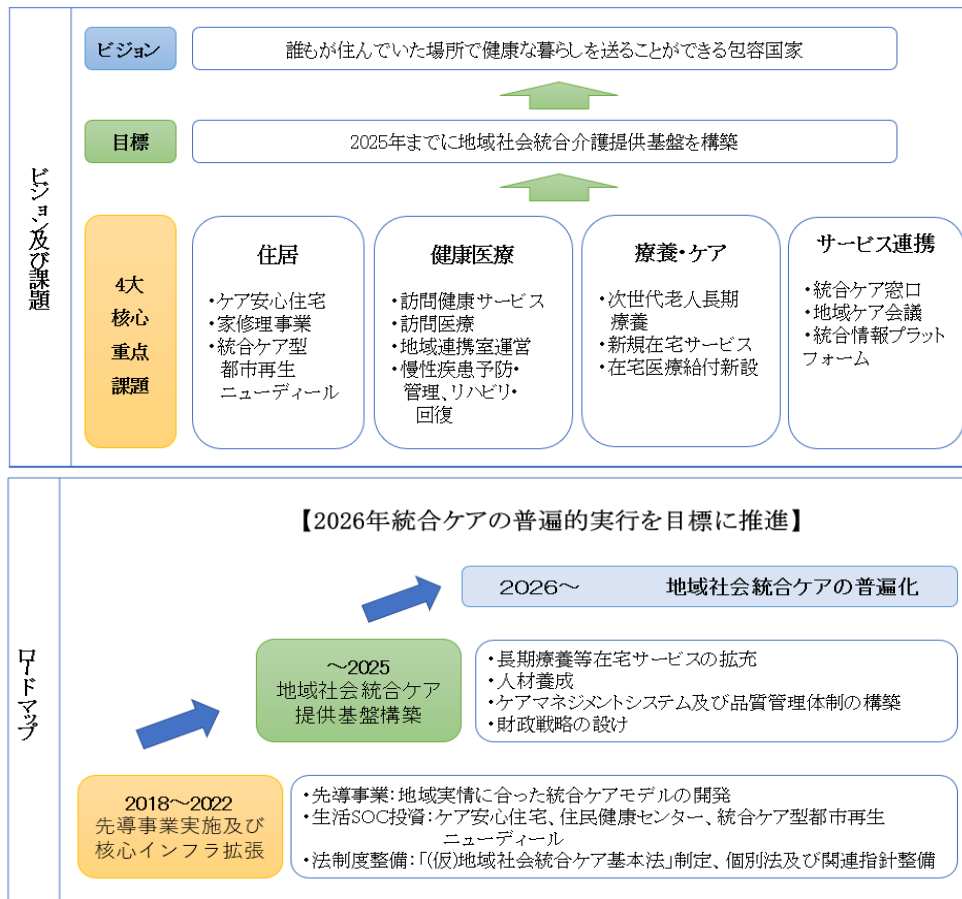 ビジョン及び課題
ビジョン
誰もが住んでいた場所で健康な暮らしを送ることができる包容国家
目標
2025年までに地域社会統合介護提供基盤を構築
4大
核心
重点
課題
住居
・ケア安心住宅
・家修理事業
・統合ケア型
都市再生
ニューディール
健康医療
・訪問健康サービス
・訪問医療
・地域連携室運営
・慢性疾患予防・
管理、リハビリ・
回復
療養・ケア
・次世代老人長期
療養
・新規在宅サービス
・在宅医療給付新設
サービス連携
・統合ケア窓口
・地域ケア会議
・統合情報プラット
フォーム
ロードマップ
【2026年統合ケアの普遍的実行を目標に推進】
2026～ 地域社会統合ケアの普遍化
～2025
地域社会統合ケア
提供基盤構築
・長期療養等在宅サービスの拡充
・人材養成
・ケアマネジメントシステム及び品質管理体制の構築
・財政戦略の設け
2018～2022
先導事業実施及び
核心インフラ拡張
・先導事業：地域実情に合った統合ケアモデルの開発
・生活SOC投資：ケア安心住宅、住民健康センター、統合ケア型都市再生
ニューディール
・法制度整備：「(仮)地域社会統合ケア基本法」制定、個別法及び関連指針整備